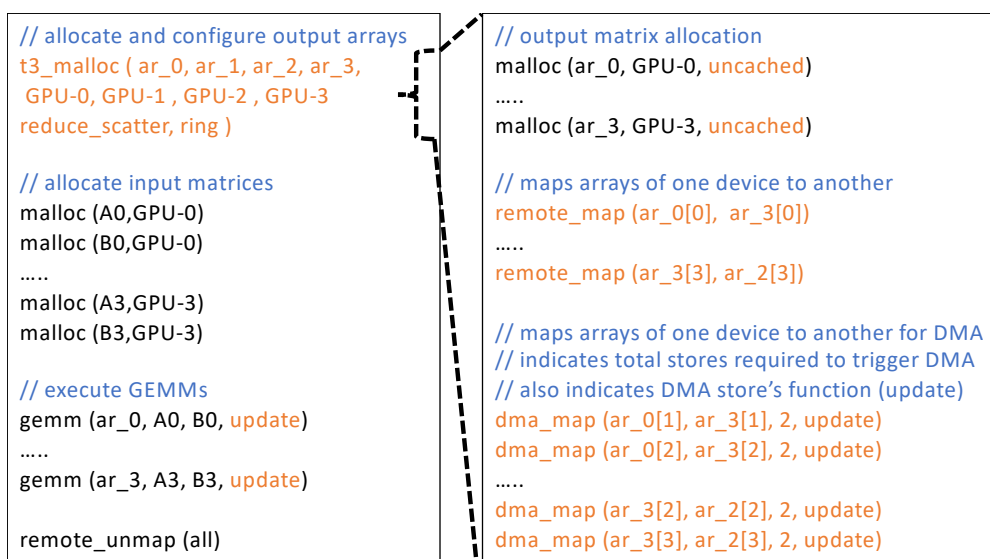 // allocate and configure output arrays
t3_malloc ( ar_0, ar_1, ar_2, ar_3,
GPU-0, GPU-1 , GPU-2 , GPU-3
reduce_scatter, ring )
// allocate input matrices
malloc (A0,GPU-0)
malloc (B0,GPU-0)
…..
malloc (A3,GPU-3)
malloc (B3,GPU-3)
// execute GEMMs
gemm (ar_0, A0, B0, update)
…..
gemm (ar_3, A3, B3, update)
remote_unmap (all)
// output matrix allocation
malloc (ar_0, GPU-0, uncached)
…..
malloc (ar_3, GPU-3, uncached)
// maps arrays of one device to another
remote_map (ar_0[0], ar_3[0])
…..
remote_map (ar_3[3], ar_2[3])
// maps arrays of one device to another for DMA
// indicates total stores required to trigger DMA
// also indicates DMA store’s function (update)
dma_map (ar_0[1], ar_3[1], 2, update)
dma_map (ar_0[2], ar_3[2], 2, update)
…..
dma_map (ar_3[2], ar_2[2], 2, update)
dma_map (ar_3[3], ar_2[3], 2, update)